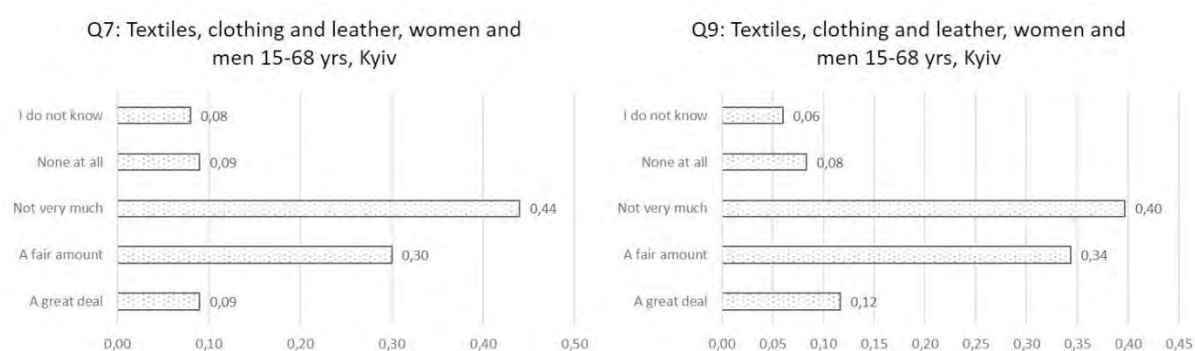 Q7: Textiles, clothing and leather, women and
men 15-68 yrs, Kyiv
I do not know
0,08
None at all
0,09
Not very much
0,44
A fair amount
0,30
A great deal
0,09
0,00 0,10 0,20 0,30 0,40 0,50
Q9: Textiles, clothing and leather, women and
men 15-68 yrs, Kyiv
I do not know
0,06
None at all
0,08
Not very much
0,40
A fair amount
0,34
A great deal
0,12
0,00 0,05 0,10 0,15 0,20 0,25 0,30 0,35 0,40 0,45